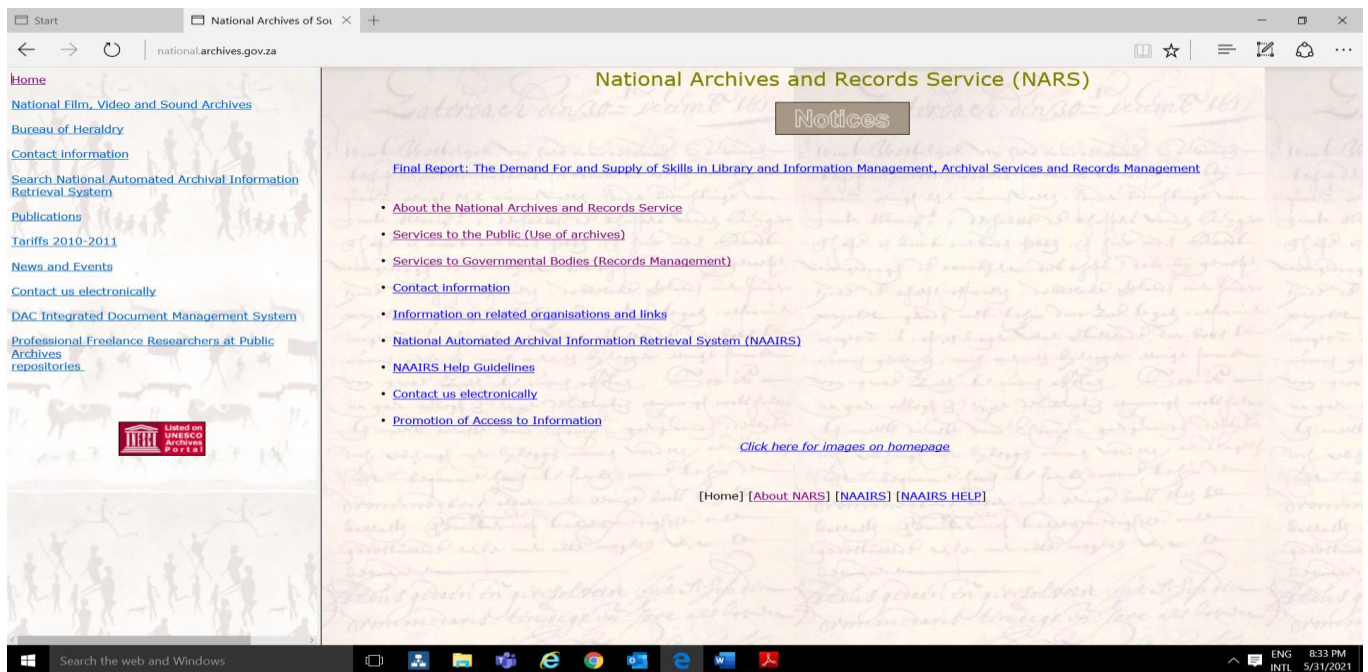 Start
National Archives of Sou
national.archives.gov.za
Home
National Film, Video and Sound Archives
Bureau of Heraldry
Contact information
Search National Automated Archival Information
Retrieval System
Publications
Tariffs 2010-2011
News and Events
Contact us electronically
DAC Integrated Document Management System
Professional Freelance Researchers at Public
Archives
repositories
Listed on
UNESCO
Archives
Portal
National Archives and Records Service (NARS)
Notices
Final Report: The Demand For and Supply of Skills in Library and Information Management, Archival Services and Records Management
• About the National Archives and Records Service
• Services to the Public (Use of archives)
• Services to Governmental Bodies (Records Management)
• Contact information
• Information on related organisations and links
• National Automated Archival Information Retrieval System (NAAIRS)
• NAAIRS Help Guidelines
• Contact us electronically
• Promotion of Access to Information
Click here for images on homepage
[Home] [About NARS] [NAAIRS] [NAAIRS HELP]
Search the web and Windows
ENG 8:33 PM
INTL 5/31/2021